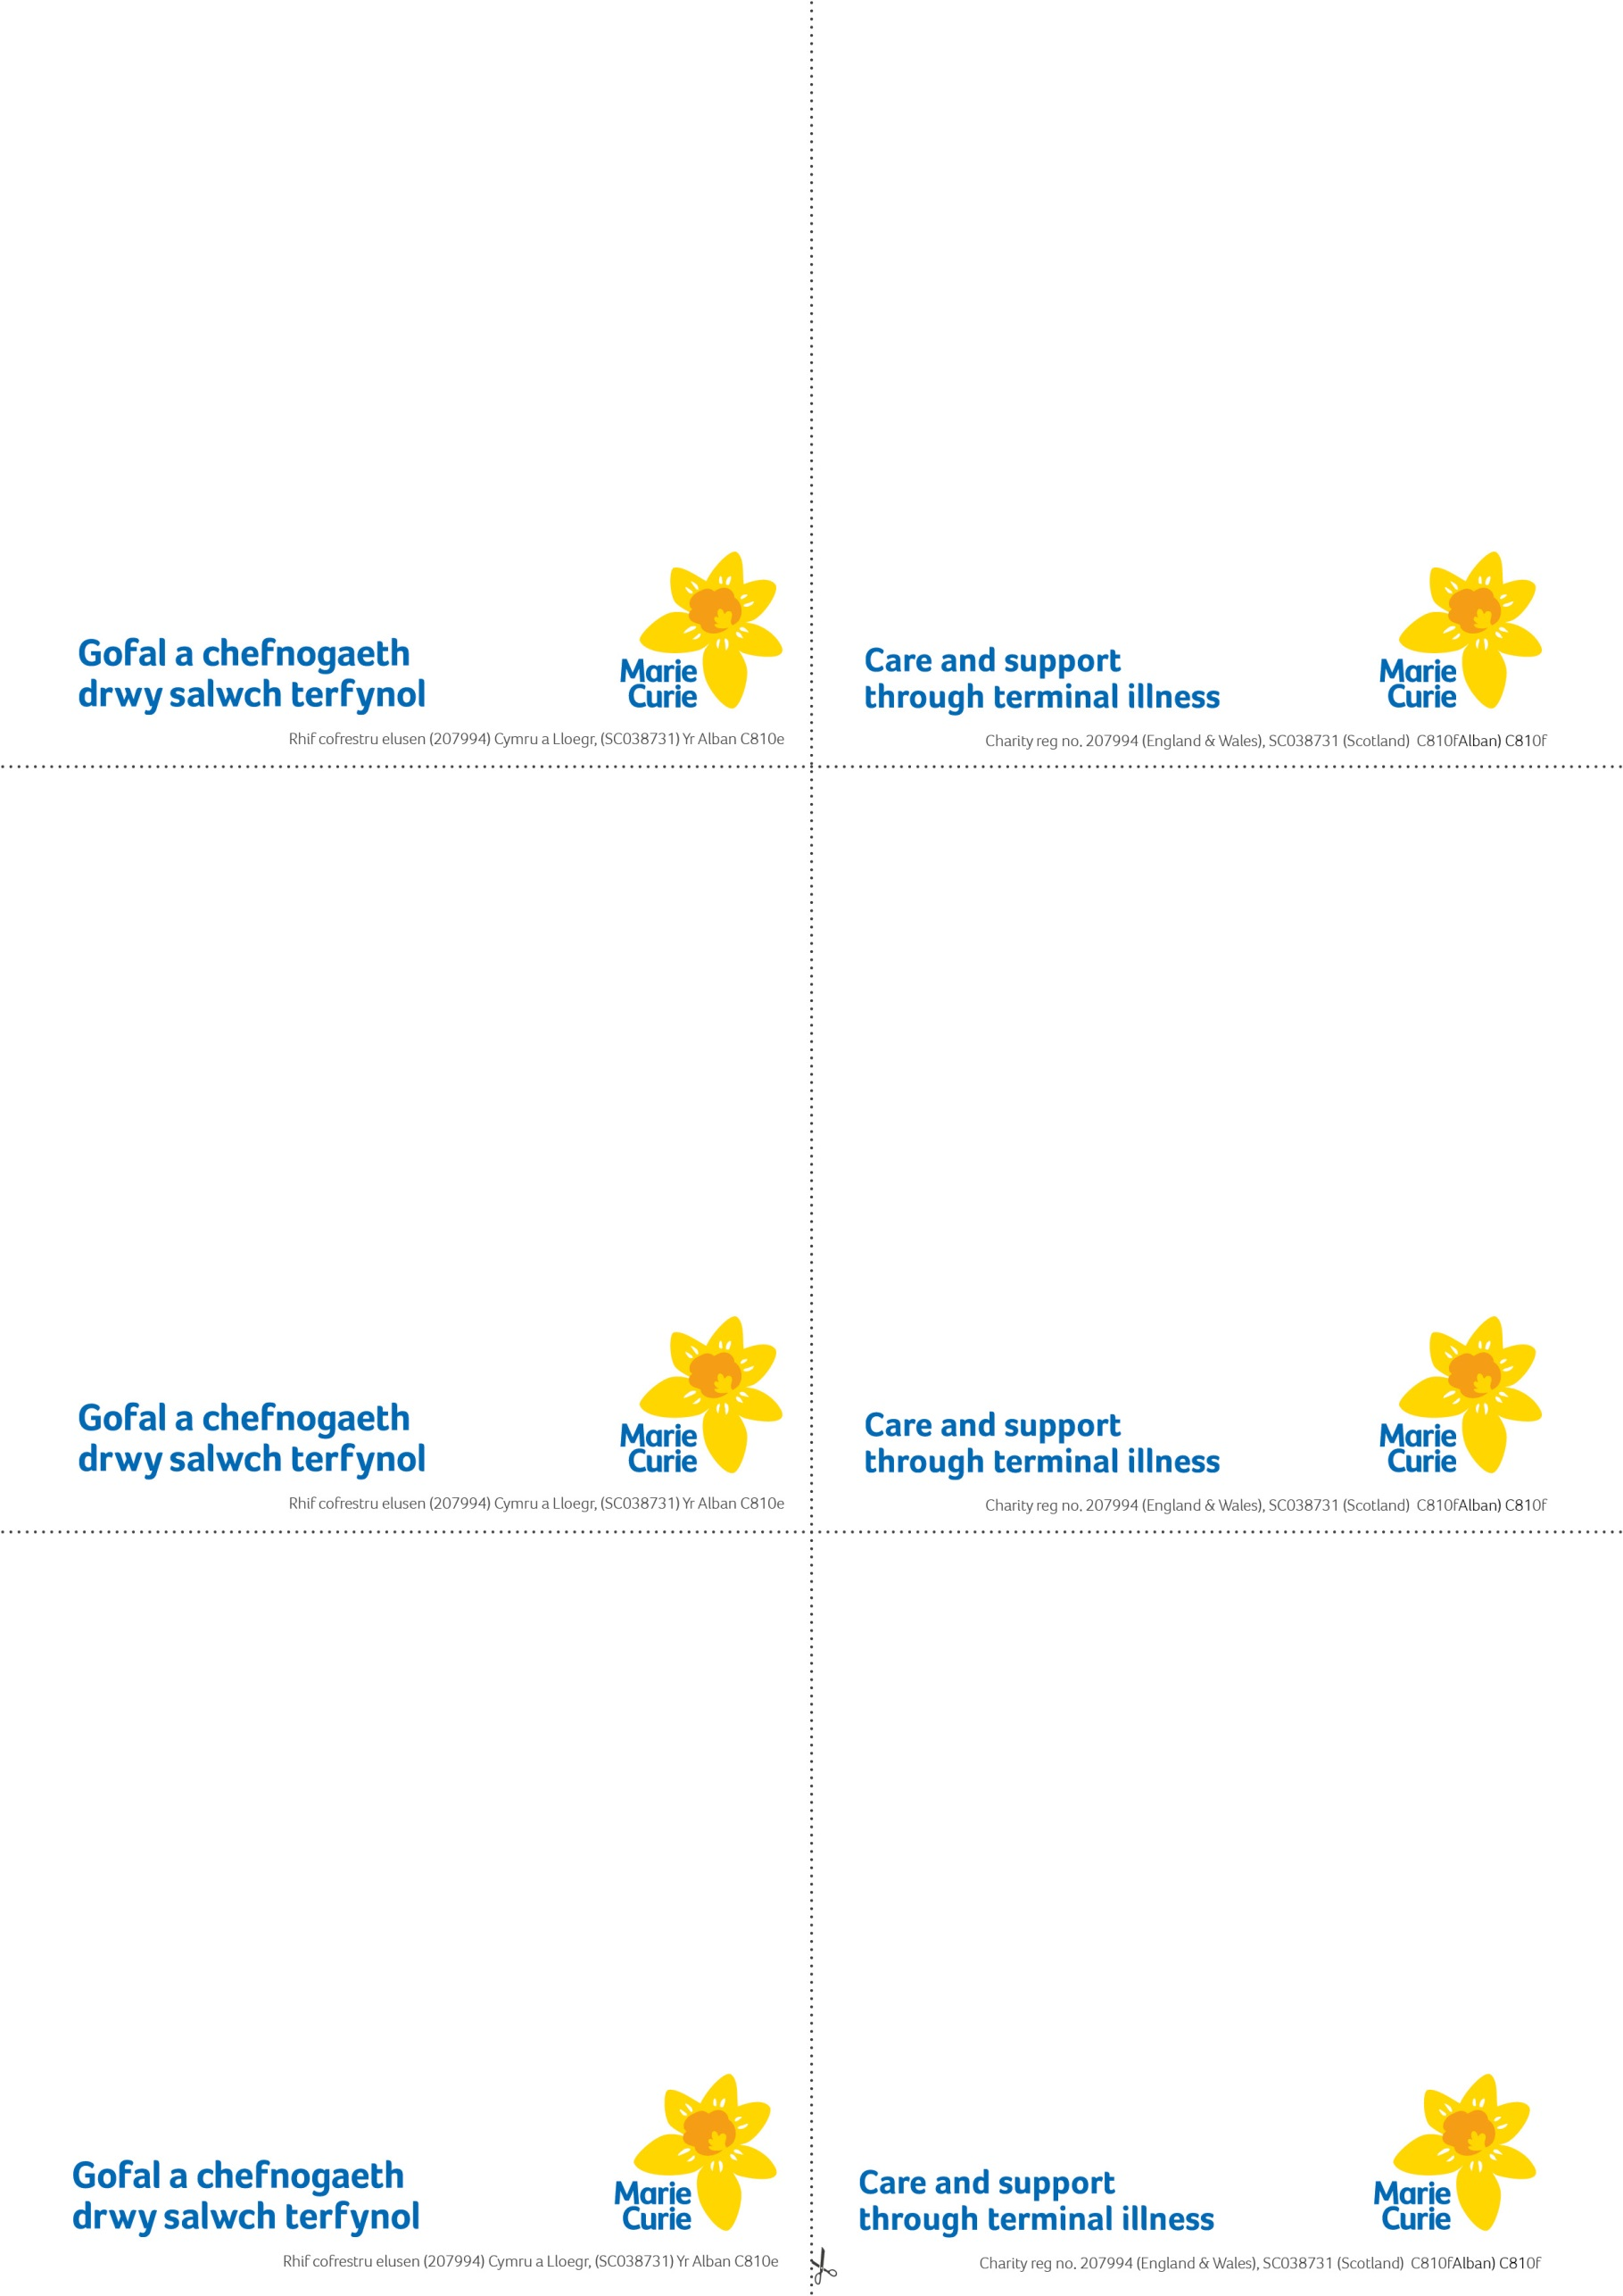 Gofal a chefnogaeth
drwy salwch terfynol
Marie
Curie
Rhif cofrestru elusen (207994) Cymru a Lloegr, (SC038731) Yr Alban C810e
Care and support
through terminal illness
Marie
Curie
Charity reg no. 207994 (England & Wales), SC038731 (Scotland) C810fAlban) C810f
Gofal a chefnogaeth
drwy salwch terfynol
Marie
Curie
Rhif cofrestru elusen (207994) Cymru a Lloegr, (SC038731) Yr Alban C810e
Care and support
through terminal illness
Marie
Curie
Charity reg no. 207994 (England & Wales), SC038731 (Scotland) C810fAlban) C810f
Gofal a chefnogaeth
drwy salwch terfynol
Marie
Curie
Rhif cofrestru elusen (207994) Cymru a Lloegr, (SC038731) Yr Alban C810e
Care and support
through terminal illness
Marie
Curie
Charity reg no. 207994 (England & Wales), SC038731 (Scotland) C810fAlban) C810f